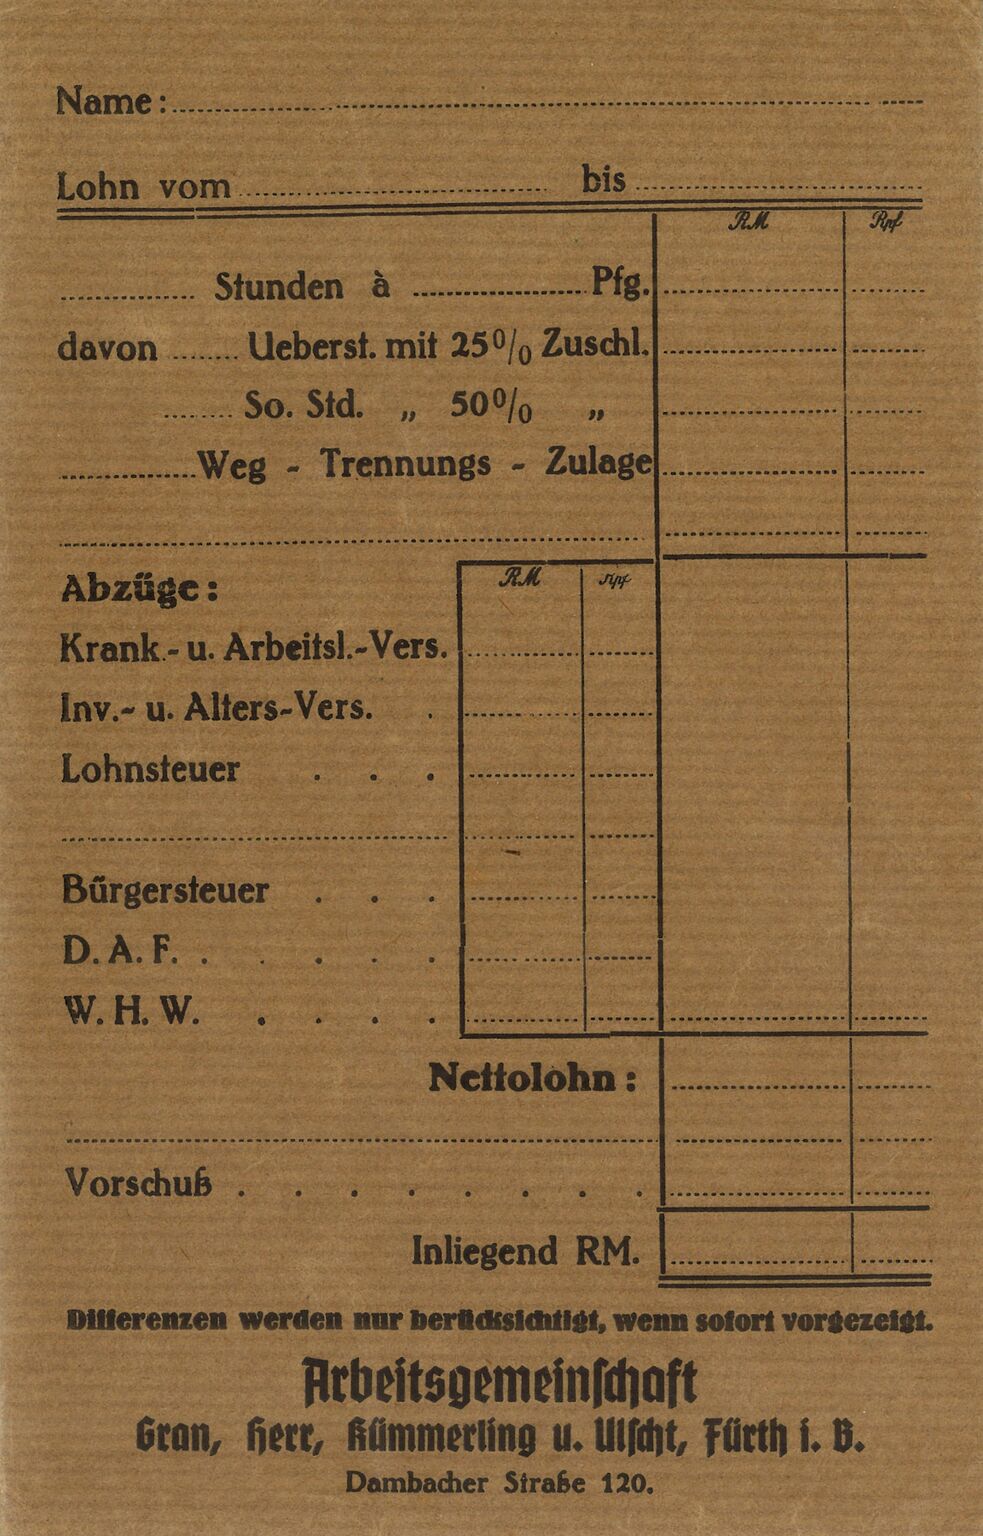 Name:
Lohn vom bis
RM Rpf
Stunden à Pfg.
davon Ueberst. mit 25% Zuschl.
So. Std. „ 50% „
Weg - Trennungs - Zulage
Abzüge: RM Rpf
Krank.- u. Arbeitsl.-Vers.
Inv.- u. Alters-Vers. .
Lohnsteuer . . .
Bürgersteuer . . .
D. A. F. . . . . .
W. H. W. . . . .
Nettolohn:
Vorschuß . . . . . . . .
Inliegend RM.
Differenzen werden nur berücksichtigt, wenn sofort vorgezeigt.
Arbeitsgemeinschaft
Gran, Herr, Kümmerling u. Ulscht, Fürth i. B.
Dambacher Straße 120.